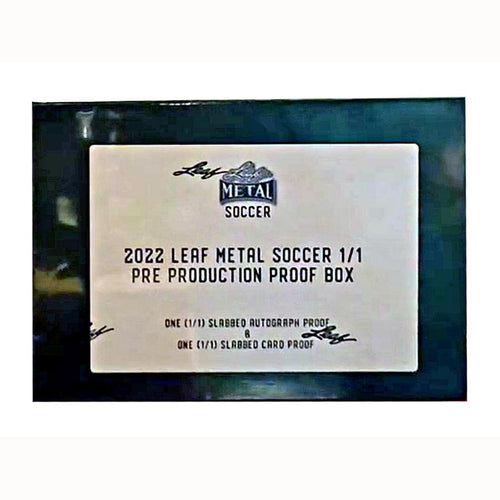 Leaf Leaf
METAL
SOCCER
2022 LEAF METAL SOCCER 1/1
PRE PRODUCTION PROOF BOX
ONE (1/1) SLABBED AUTOGRAPH PROOF
&
ONE (1/1) SLABBED CARD PROOF
Leaf